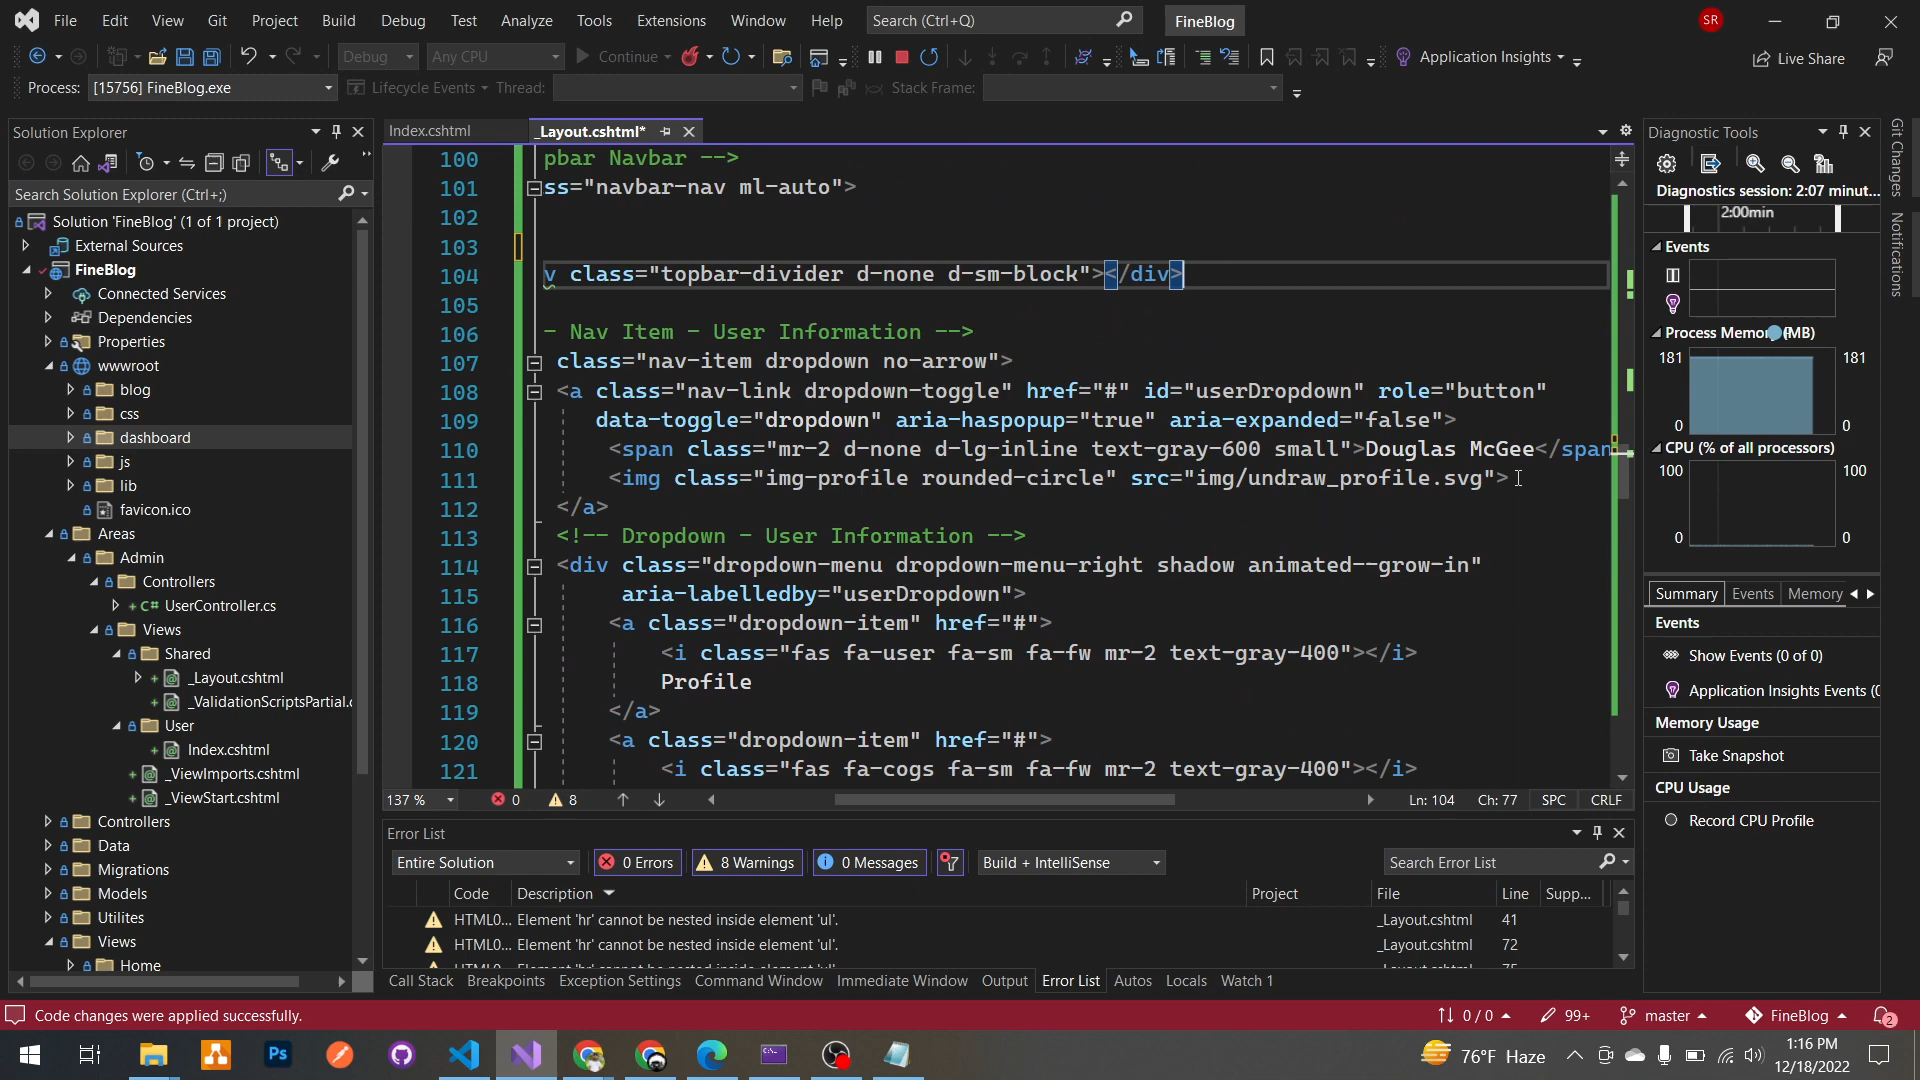 File Edit View Git Project Build Debug Test Analyze Tools Extensions Window Help Search (Ctrl+Q) FineBlog SR
Debug Any CPU Continue Application Insights Live Share
Process: [15756] FineBlog.exe Lifecycle Events Thread: Stack Frame:
Solution Explorer
Search Solution Explorer (Ctrl+;)
Solution 'FineBlog' (1 of 1 project)
External Sources
FineBlog
Connected Services
Dependencies
Properties
wwwroot
blog
css
dashboard
js
lib
favicon.ico
Areas
Admin
Controllers
UserController.cs
Views
Shared
_Layout.cshtml
_ValidationScriptsPartial.c
User
Index.cshtml
_ViewImports.cshtml
_ViewStart.cshtml
Controllers
Data
Migrations
Models
Utilites
Views
Home
Index.cshtml _Layout.cshtml*
100 pbar Navbar -->
101 ss="navbar-nav ml-auto">
102
103
104 v class="topbar-divider d-none d-sm-block"></div>
105
106 - Nav Item - User Information -->
107 class="nav-item dropdown no-arrow">
108 <a class="nav-link dropdown-toggle" href="#" id="userDropdown" role="button"
109 data-toggle="dropdown" aria-haspopup="true" aria-expanded="false">
110 <span class="mr-2 d-none d-lg-inline text-gray-600 small">Douglas McGee</span
111 <img class="img-profile rounded-circle" src="img/undraw_profile.svg">
112 </a>
113 <!-- Dropdown - User Information -->
114 <div class="dropdown-menu dropdown-menu-right shadow animated--grow-in"
115 aria-labelledby="userDropdown">
116 <a class="dropdown-item" href="#">
117 <i class="fas fa-user fa-sm fa-fw mr-2 text-gray-400"></i>
118 Profile
119 </a>
120 <a class="dropdown-item" href="#">
121 <i class="fas fa-cogs fa-sm fa-fw mr-2 text-gray-400"></i>
137 % 0 8 Ln: 104 Ch: 77 SPC CRLF
Error List
Entire Solution 0 Errors 8 Warnings 0 Messages Build + IntelliSense Search Error List
Code Description Project File Line Supp...
HTML0... Element 'hr' cannot be nested inside element 'ul'. _Layout.cshtml 41
HTML0... Element 'hr' cannot be nested inside element 'ul'. _Layout.cshtml 72
HTML0... Element 'hr' cannot be nested inside element 'ul'. _Layout.cshtml 75
Call Stack Breakpoints Exception Settings Command Window Immediate Window Output Error List Autos Locals Watch 1
Diagnostic Tools
Diagnostics session: 2:07 minut...
2:00min
Events
Process Memory (MB)
181 181
0 0
CPU (% of all processors)
100 100
0 0
Summary Events Memory
Events
Show Events (0 of 0)
Application Insights Events (0
Memory Usage
Take Snapshot
CPU Usage
Record CPU Profile
Git Changes
Notifications
Code changes were applied successfully. 0 / 0 99+ master FineBlog 2
Ps 76°F Haze 1:16 PM
12/18/2022